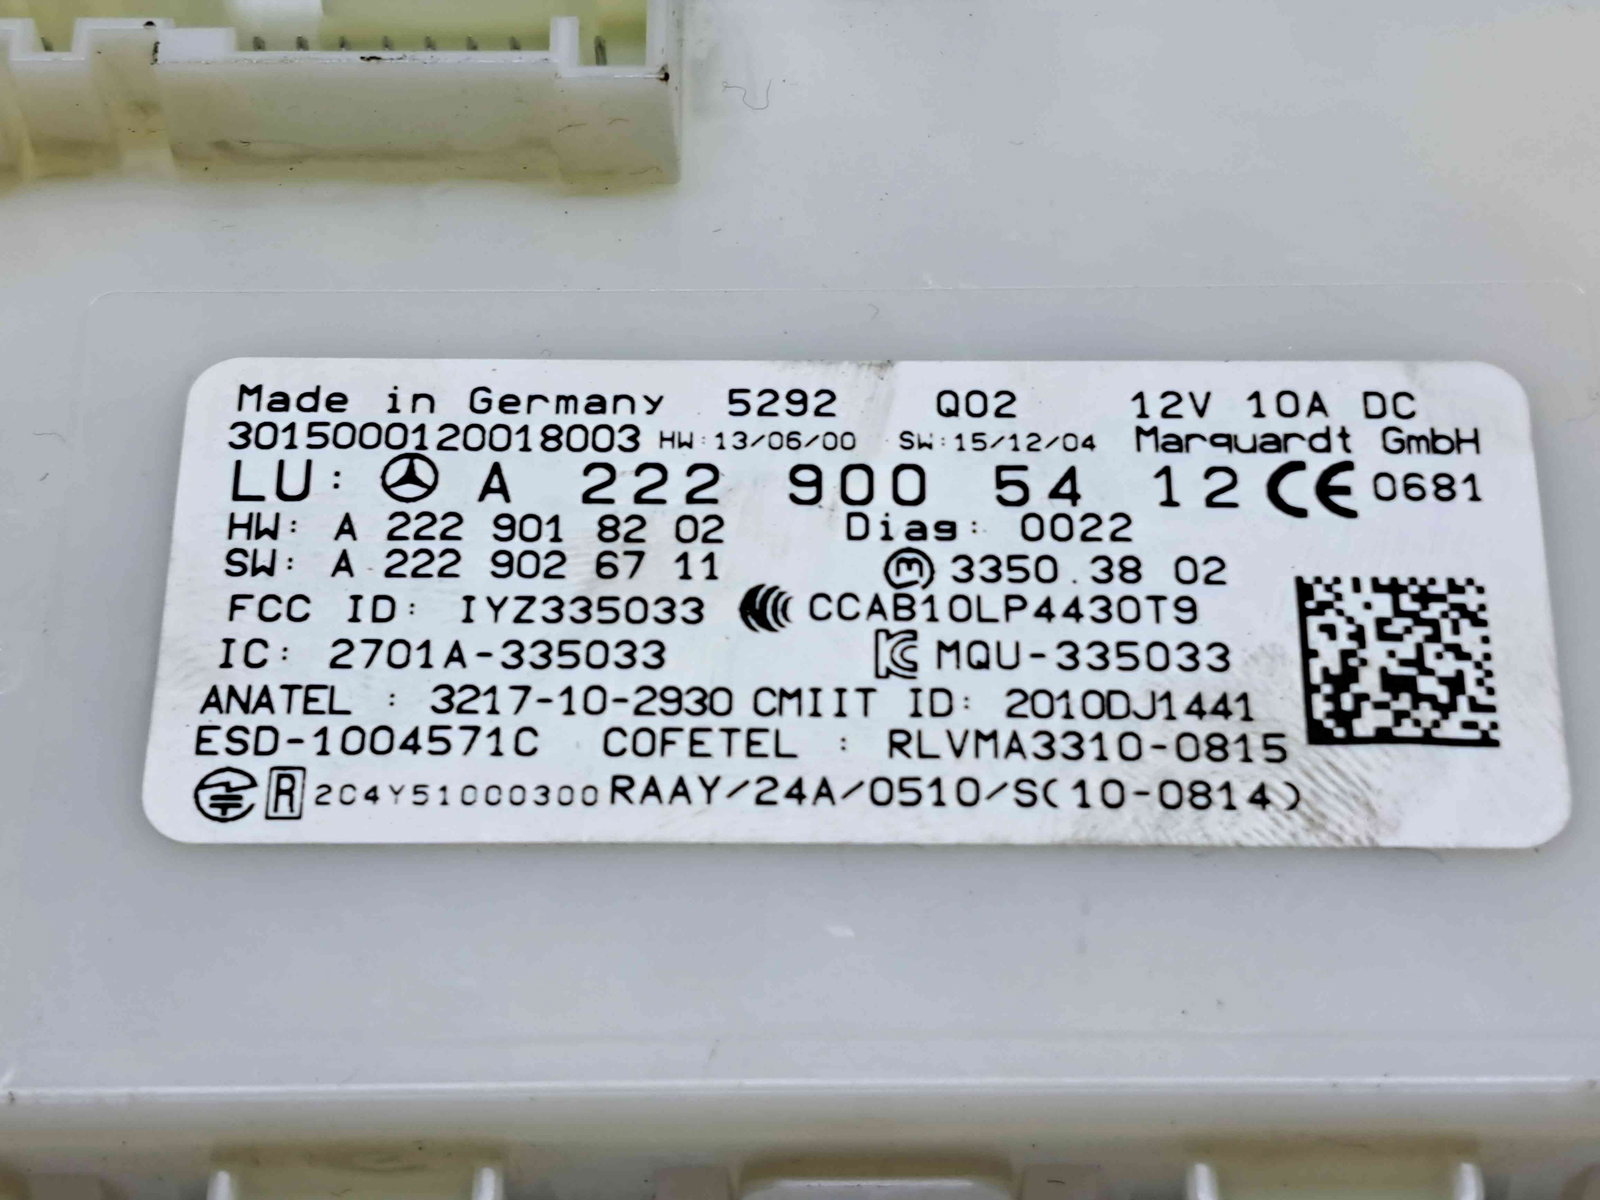 Made in Germany 5292 Q02 12V 10A DC
3015000120018003 HW:13/06/00 SW:15/12/04 Marquardt GmbH
LU: A 222 900 54 12 CE 0681
HW: A 222 901 82 02 Diag: 0022
SW: A 222 902 67 11 m 3350.38 02
FCC ID: IYZ335033 CCAB10LP4430T9
IC: 2701A-335033 KC MQU-335033
ANATEL : 3217-10-2930 CMIIT ID: 2010DJ1441
ESD-1004571C COFETEL : RLVMA3310-0815
R 2C4Y51000300 RAAY/24A/0510/S(10-0814)